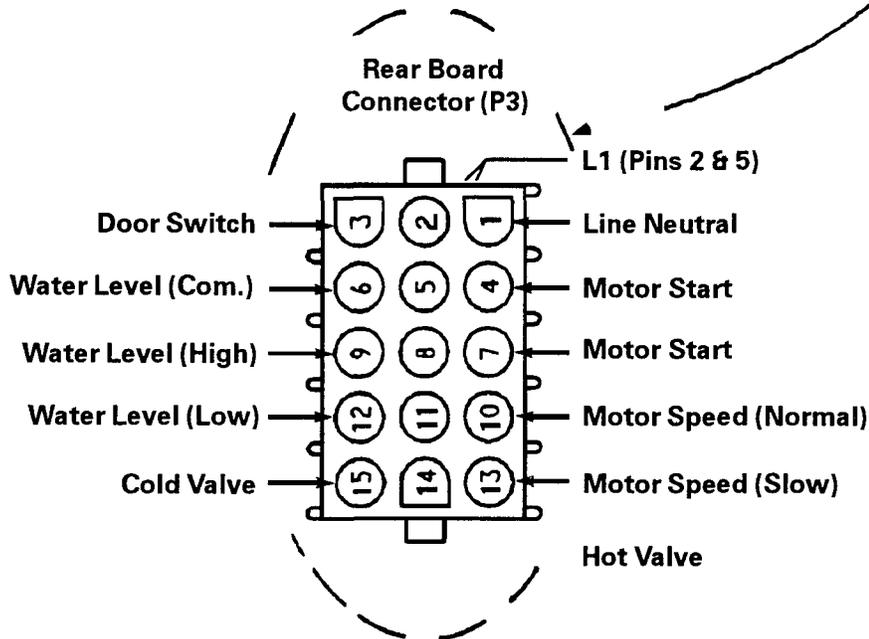 Rear Board
Connector (P3)
L1 (Pins 2 & 5)
Door Switch 3 2 1 Line Neutral
Water Level (Com.) 6 5 4 Motor Start
Water Level (High) 9 8 7 Motor Start
Water Level (Low) 12 11 10 Motor Speed (Normal)
Cold Valve 15 14 13 Motor Speed (Slow)
Hot Valve